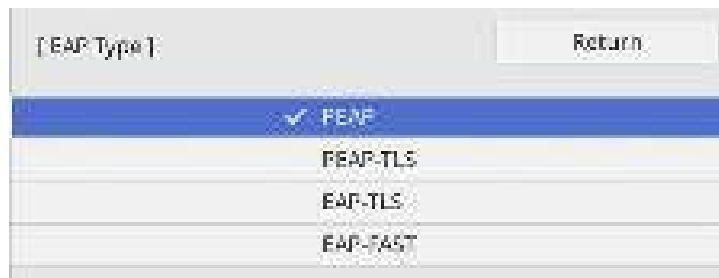 [ EAP Type ]
Return
✓ PEAP
PEAP-TLS
EAP-TLS
EAP-FAST